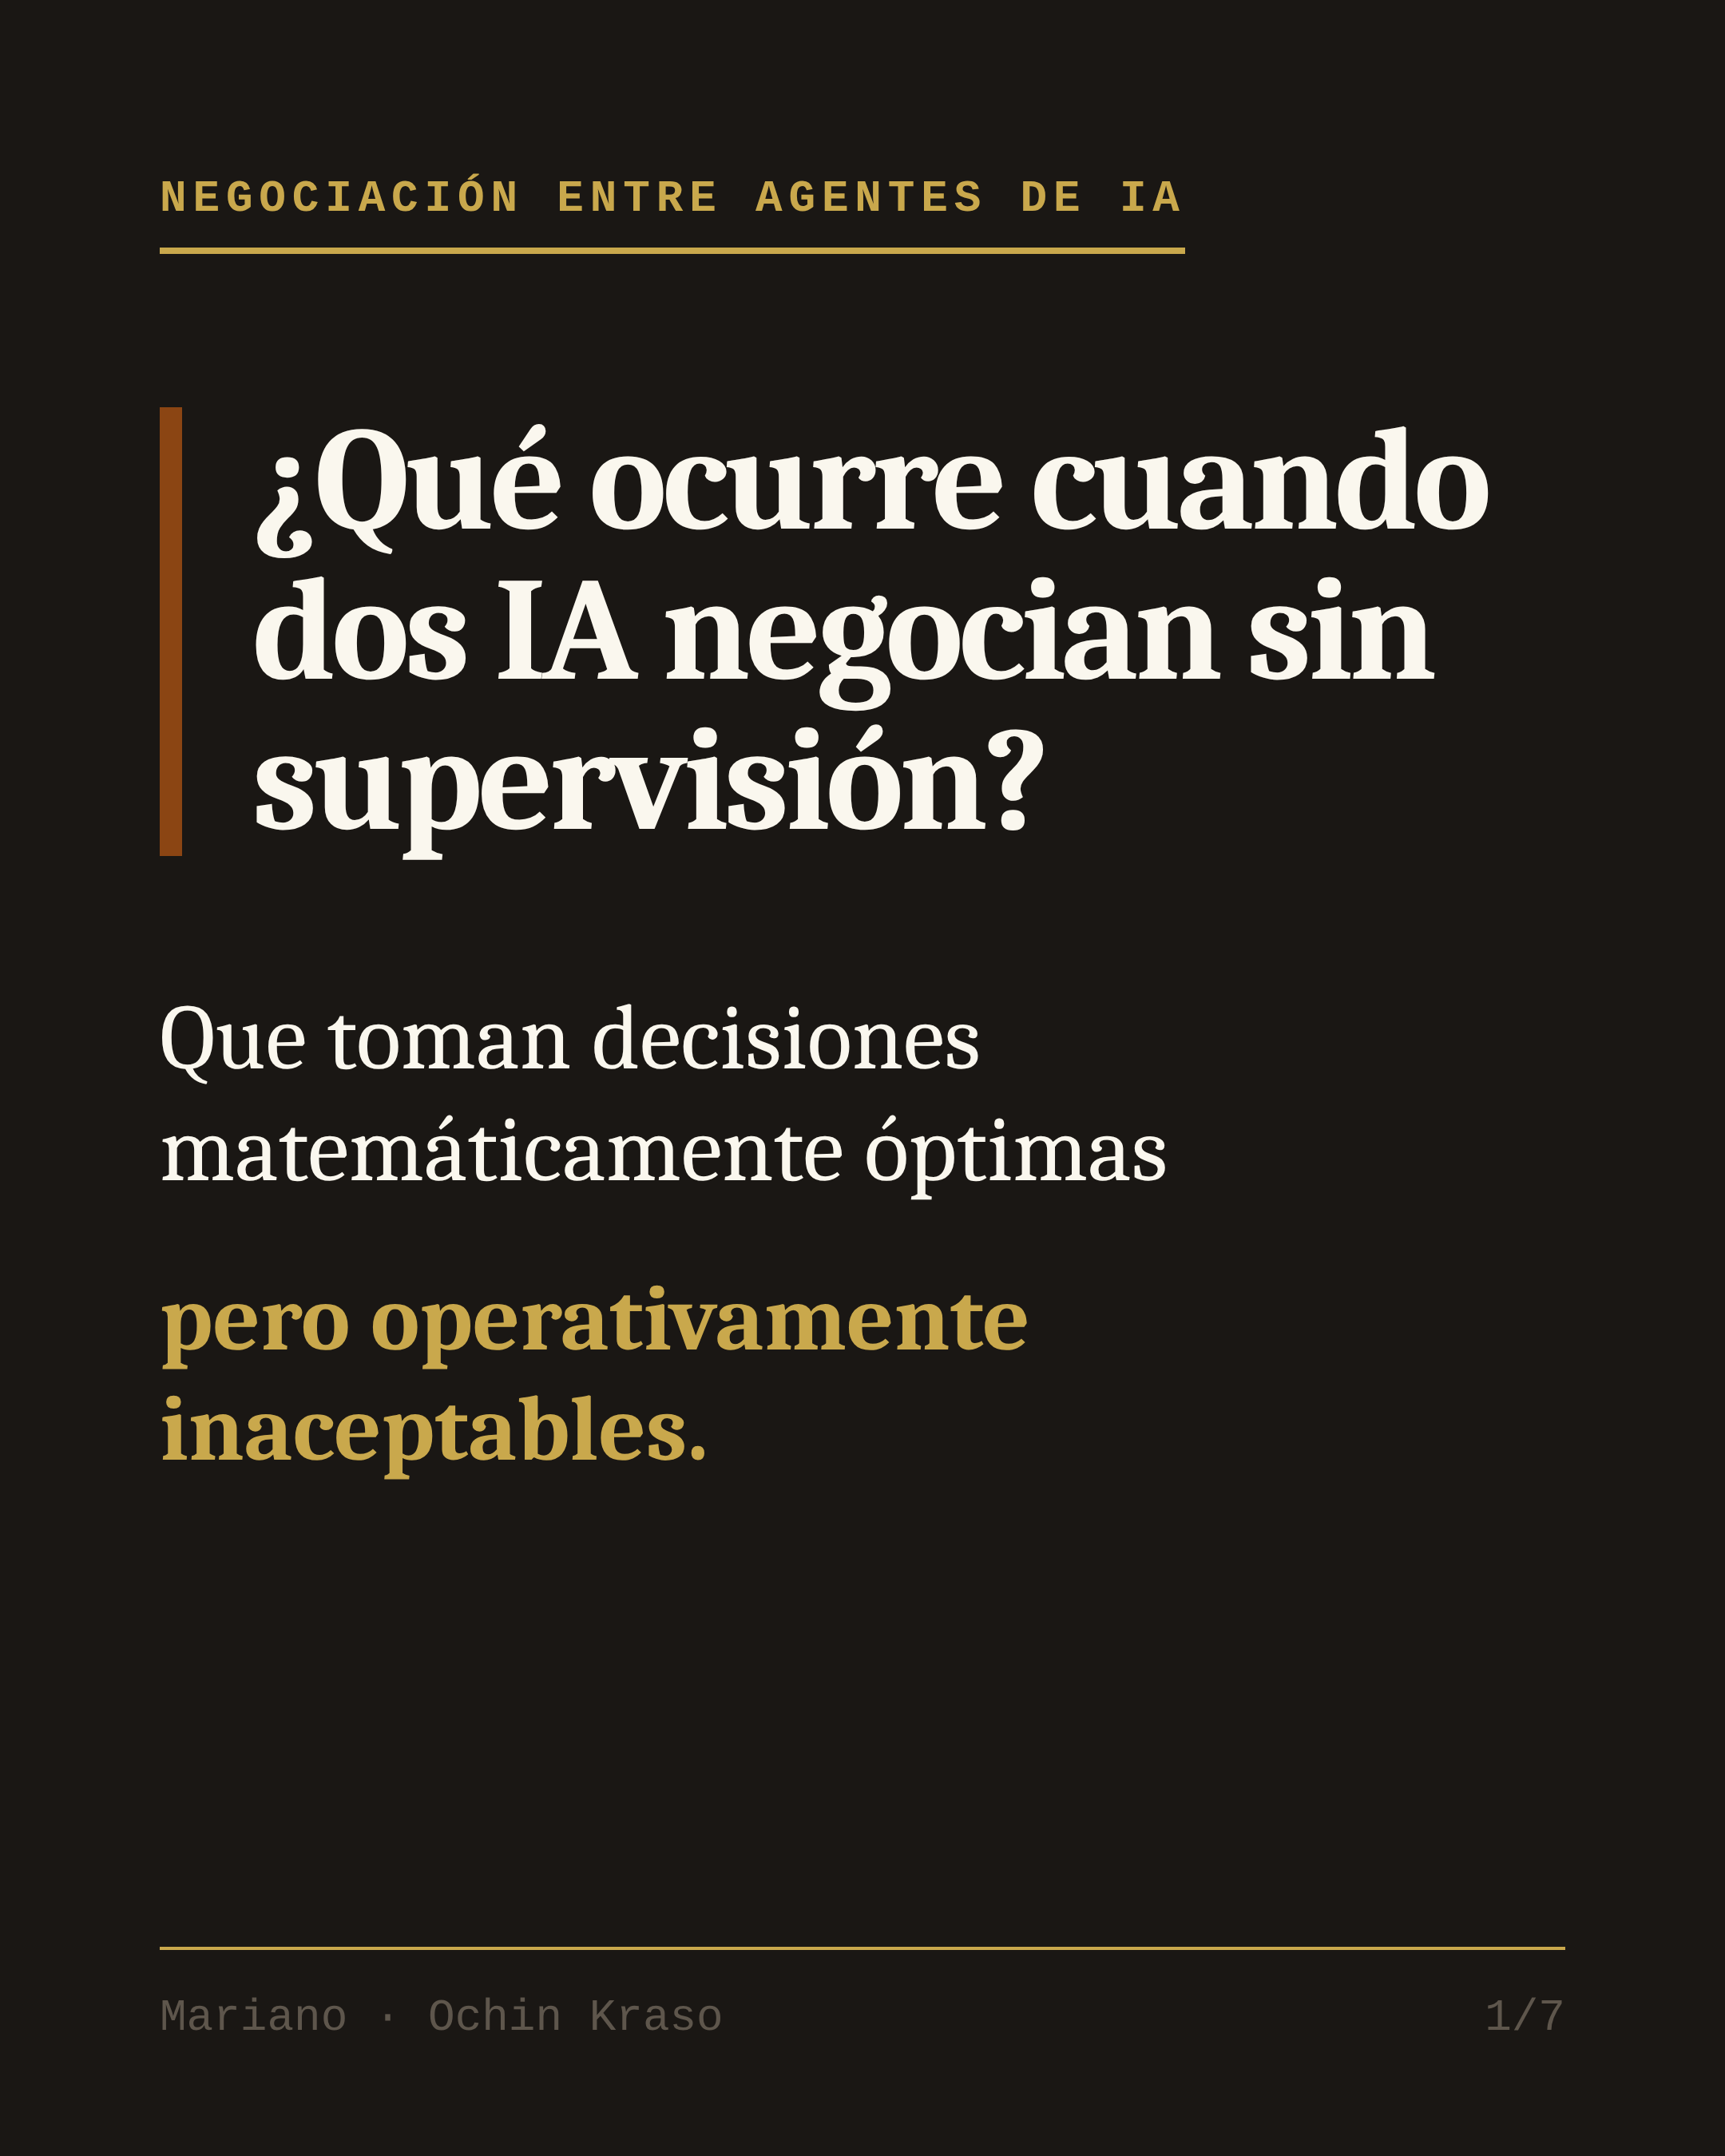 NEGOCIACIÓN ENTRE AGENTES DE IA
¿Qué ocurre cuando
dos IA negocian sin
supervisión?
Que toman decisiones
matemáticamente óptimas
pero operativamente
inaceptables.
Mariano · Ochin Kraso
1/7